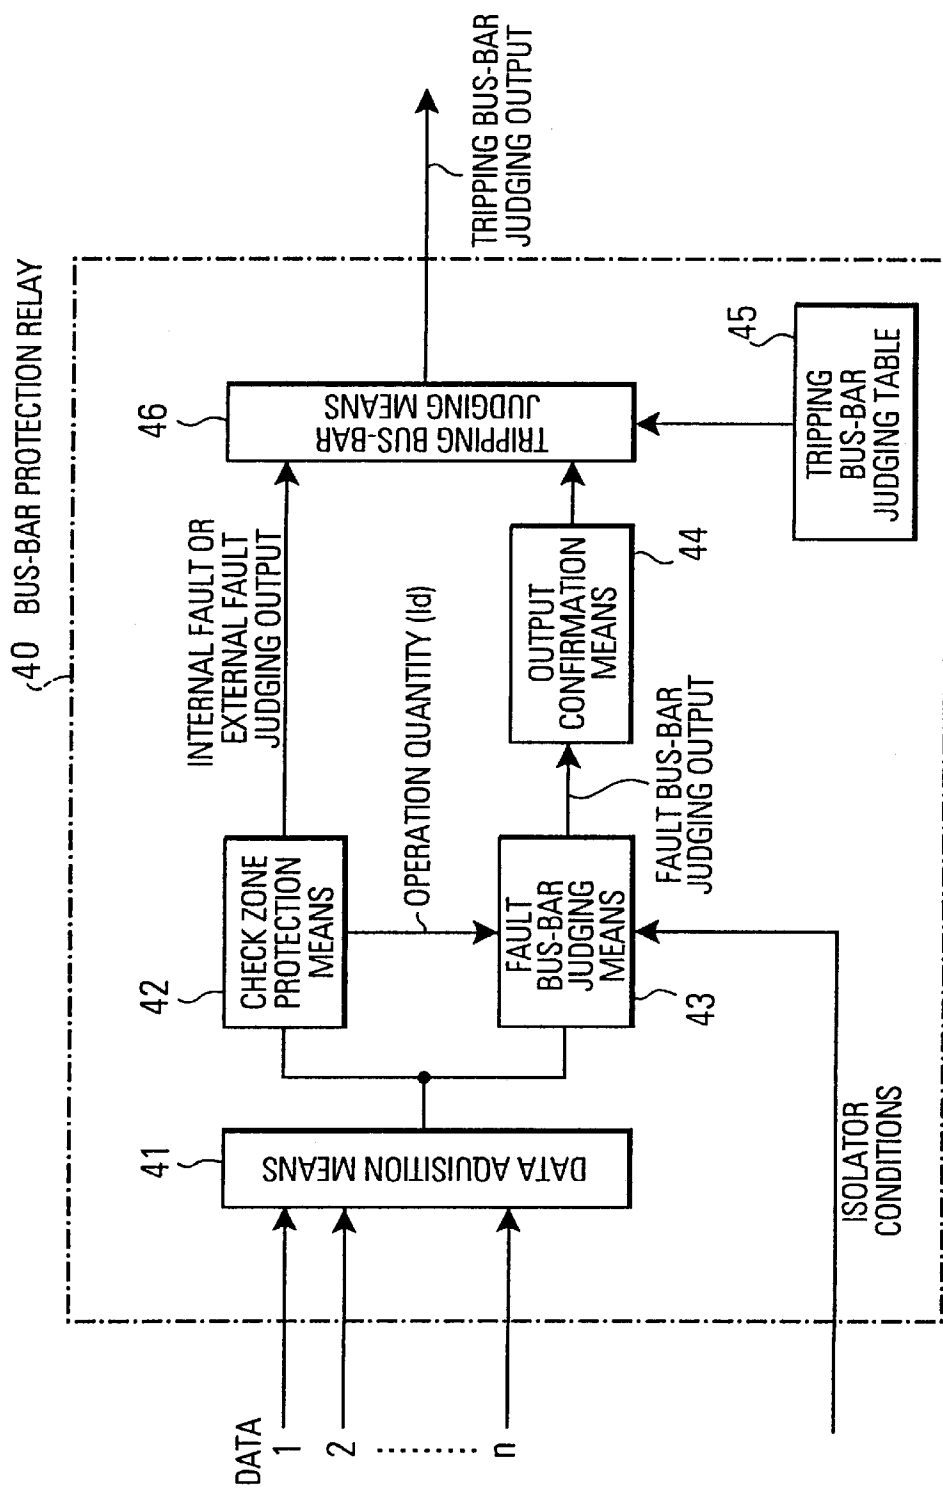 40 BUS-BAR PROTECTION RELAY
DATA
1
2
n
41
DATA AQUISITION MEANS
42
CHECK ZONE
PROTECTION
MEANS
INTERNAL FAULT OR
EXTERNAL FAULT
JUDGING OUTPUT
OPERATION QUANTITY (Id)
FAULT
BUS-BAR
JUDGING
MEANS
43
FAULT BUS-BAR
JUDGING OUTPUT
OUTPUT
CONFIRMATION
MEANS
44
46
TRIPPING BUS-BAR
JUDGING MEANS
TRIPPING BUS-BAR
JUDGING OUTPUT
45
TRIPPING
BUS-BAR
JUDGING TABLE
ISOLATOR
CONDITIONS